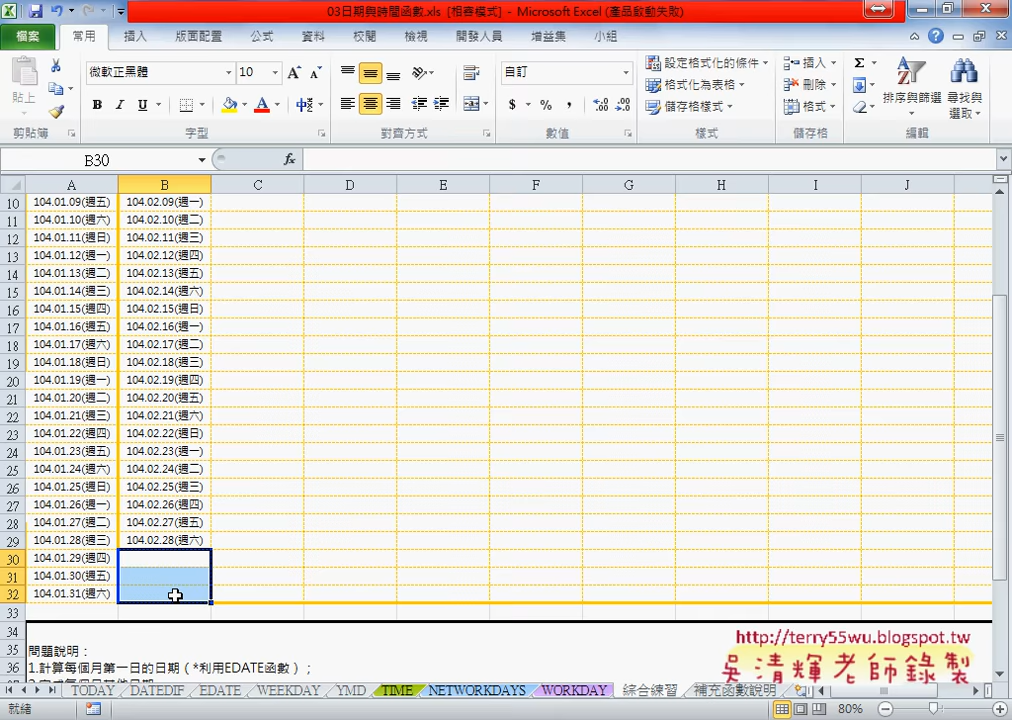 03日期與時間函數.xls [相容模式] - Microsoft Excel (產品啟動失敗)
檔案 常用 插入 版面配置 公式 資料 校閱 檢視 開發人員 增益集 小組
貼上 微軟正黑體 10 自訂 設定格式化的條件 格式化為表格 儲存格樣式 插入 刪除 格式 排序與篩選 尋找與選取
剪貼簿 字型 對齊方式 數值 樣式 儲存格 編輯
B30 fx
A B C D E F G H I J
10 104.01.09(週五) 104.02.09(週一)
11 104.01.10(週六) 104.02.10(週二)
12 104.01.11(週日) 104.02.11(週三)
13 104.01.12(週一) 104.02.12(週四)
14 104.01.13(週二) 104.02.13(週五)
15 104.01.14(週三) 104.02.14(週六)
16 104.01.15(週四) 104.02.15(週日)
17 104.01.16(週五) 104.02.16(週一)
18 104.01.17(週六) 104.02.17(週二)
19 104.01.18(週日) 104.02.18(週三)
20 104.01.19(週一) 104.02.19(週四)
21 104.01.20(週二) 104.02.20(週五)
22 104.01.21(週三) 104.02.21(週六)
23 104.01.22(週四) 104.02.22(週日)
24 104.01.23(週五) 104.02.23(週一)
25 104.01.24(週六) 104.02.24(週二)
26 104.01.25(週日) 104.02.25(週三)
27 104.01.26(週一) 104.02.26(週四)
28 104.01.27(週二) 104.02.27(週五)
29 104.01.28(週三) 104.02.28(週六)
30 104.01.29(週四)
31 104.01.30(週五)
32 104.01.31(週六)
33
34
35 問題說明：
36 1.計算每個月第一日的日期（*利用EDATE函數）；
http://terry55wu.blogspot.tw
吳清輝老師錄製
TODAY DATEDIF EDATE WEEKDAY YMD TIME NETWORKDAYS WORKDAY 綜合練習 補充函數說明
就緒 80%